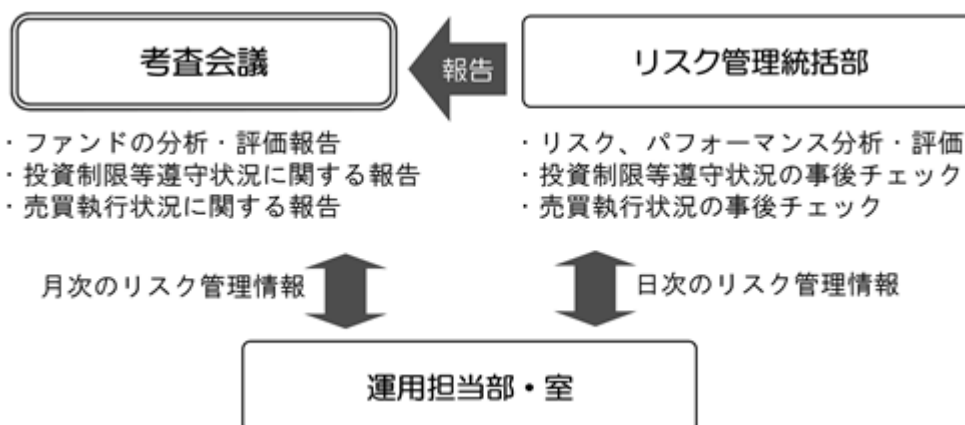 考査会議
報告
リスク管理統括部
・ファンドの分析・評価報告
・投資制限等遵守状況に関する報告
・売買執行状況に関する報告
・リスク、パフォーマンス分析・評価
・投資制限等遵守状況の事後チェック
・売買執行状況の事後チェック
月次のリスク管理情報
日次のリスク管理情報
運用担当部・室